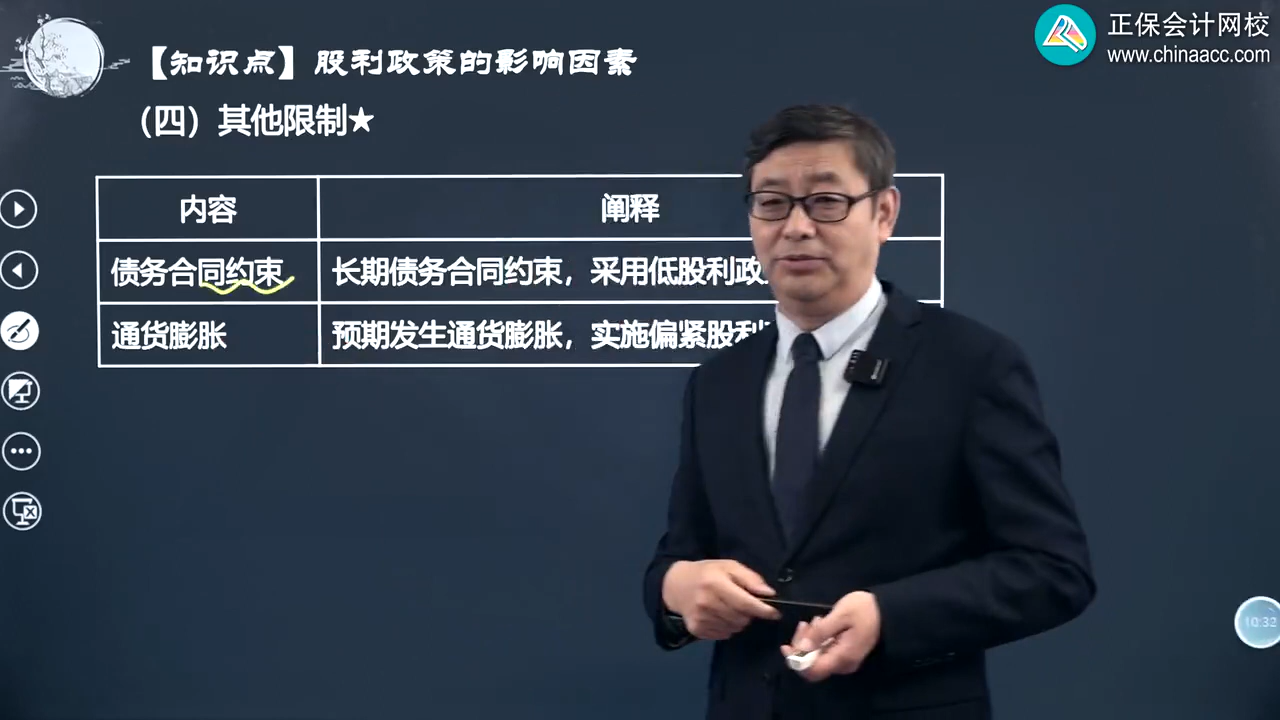 正保会计网校
www.chinaacc.com
【知识点】股利政策的影响因素
（四）其他限制★
内容
阐释
债务合同约束
长期债务合同约束，采用低股利政
通货膨胀
预期发生通货膨胀，实施偏紧股利
10:32